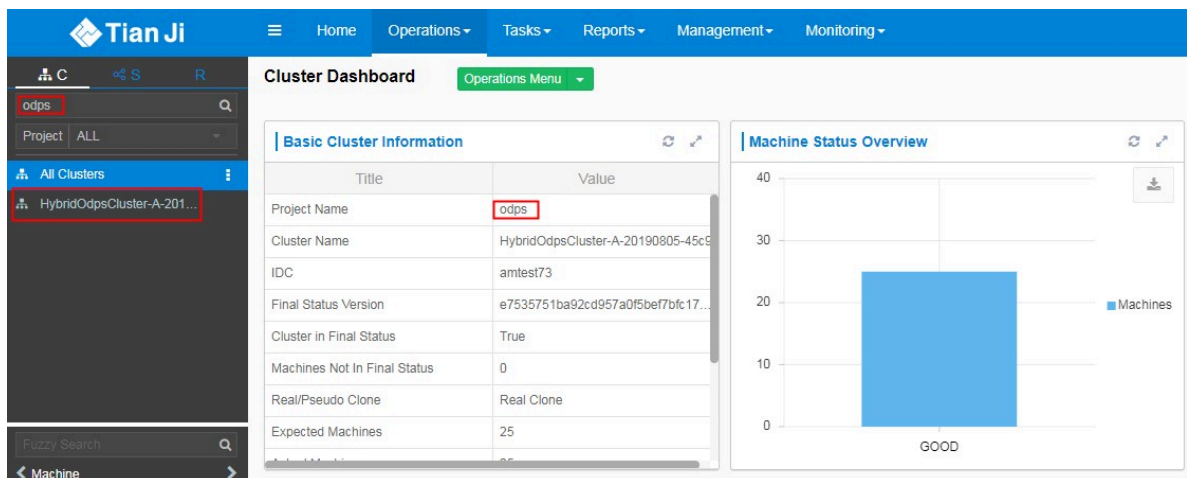 Tian Ji
Home Operations Tasks Reports Management Monitoring
C S R
odps
Project ALL
All Clusters
HybridOdpsCluster-A-201...
Fuzzy Search
Machine
Cluster Dashboard Operations Menu
Basic Cluster Information
Title Value
Project Name odps
Cluster Name HybridOdpsCluster-A-20190805-45c9
IDC amtest73
Final Status Version e7535751ba92cd957a0f5bef7bfc17...
Cluster in Final Status True
Machines Not In Final Status 0
Real/Pseudo Clone Real Clone
Expected Machines 25
Machine Status Overview
40
30
20
10
0
GOOD
Machines